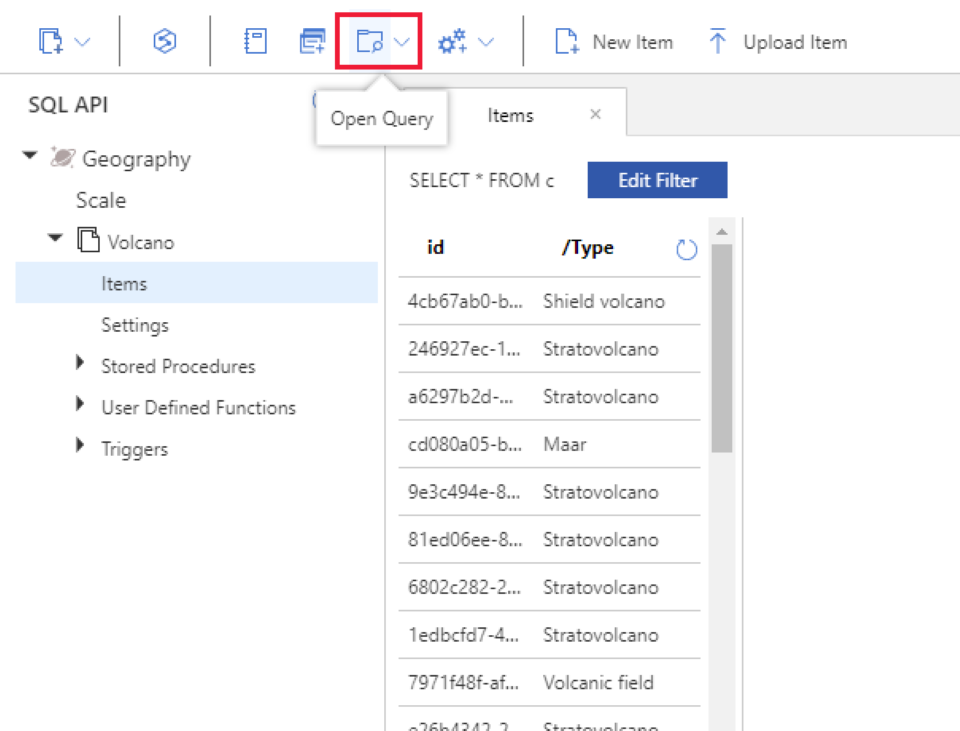 New Item
Upload Item
SQL API
Open Query
Items
Geography
SELECT * FROM c
Edit Filter
Scale
Volcano
id
/Type
Items
4cb67ab0-b...
Shield volcano
Settings
246927ec-1...
Stratovolcano
Stored Procedures
a6297b2d-...
Stratovolcano
User Defined Functions
cd080a05-b...
Maar
Triggers
9e3c494e-8...
Stratovolcano
81ed06ee-8...
Stratovolcano
6802c282-2...
Stratovolcano
1edbcfd7-4...
Stratovolcano
7971f48f-af...
Volcanic field
e26b4342-2
Stratovolcano